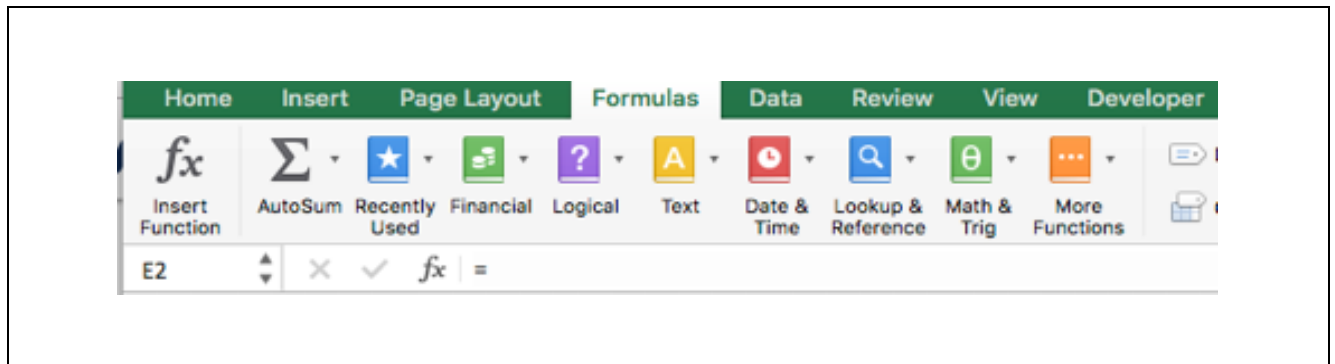 Home Insert Page Layout Formulas Data Review View Developer
fx Σ A θ
Insert Function AutoSum Recently Used Financial Logical Text Date & Time Lookup & Reference Math & Trig More Functions
E2 fx =